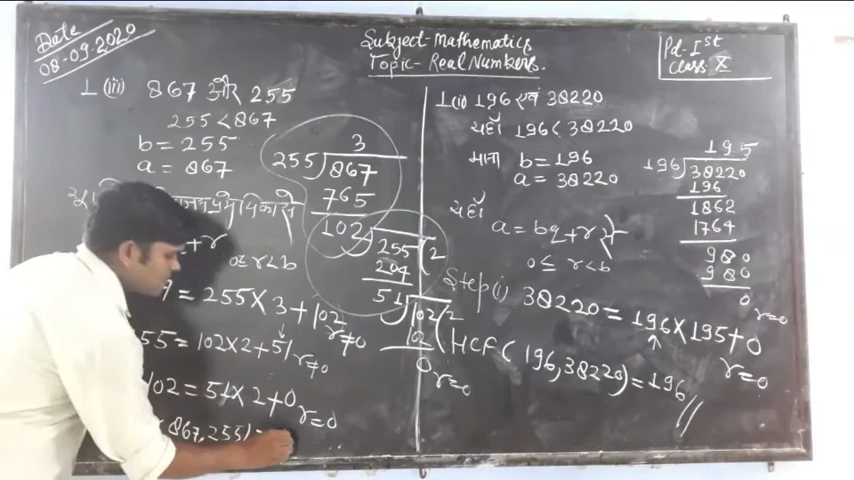 Date
08-09.2020
Subject-Mathematics
Topic-Real Numbers.
Pd-Ist
Class X
1 (iii) 867 और 255
255 < 867
b = 255
a = 867
3
255)867
765
102
255(2
204
51
102(2
102
0
r=0
+r
0≤r<b
= 255×3+102
r≠0
55=102×2+51
r≠0
102=51×2+0
r=0
867,255)=
1(ii) 196 एवं 38220
यहाँ 196<38220
माना b=196
a=38220
यहाँ
a=bq+r
0≤ r<b
195
196)38220
196
1862
1764
980
980
0
r=0
Step(i) 38220=196×195+0
r=0
HCF(196,38220)=196//